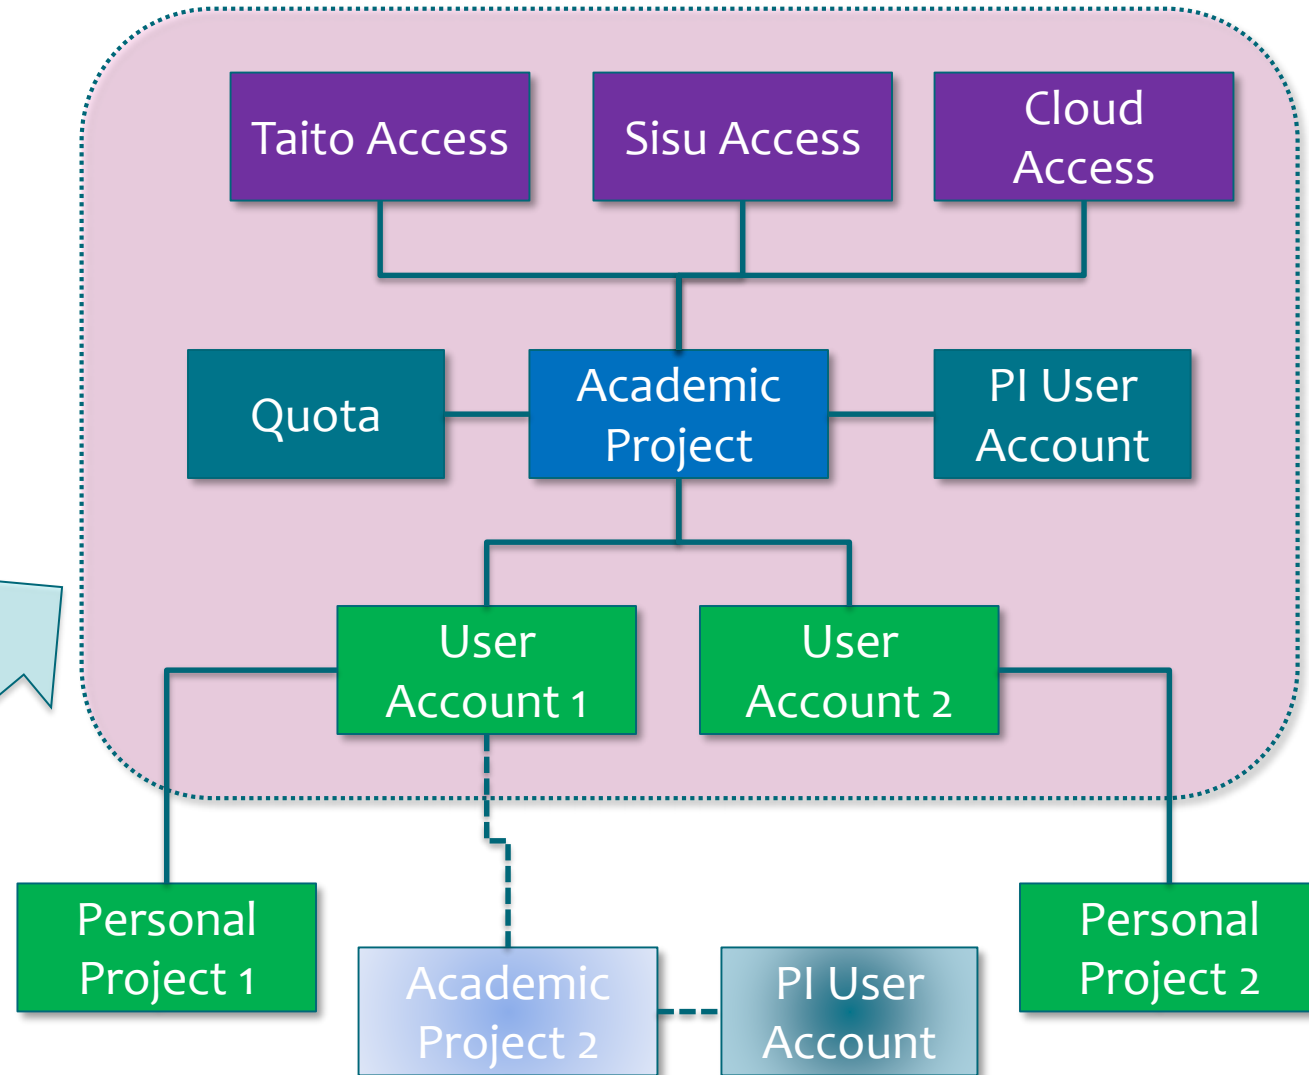 Taito Access
Sisu Access
Cloud
Access
Quota
Academic
Project
PI User
Account
User
Account 1
User
Account 2
Personal
Project 1
Academic
Project 2
PI User
Account
Personal
Project 2